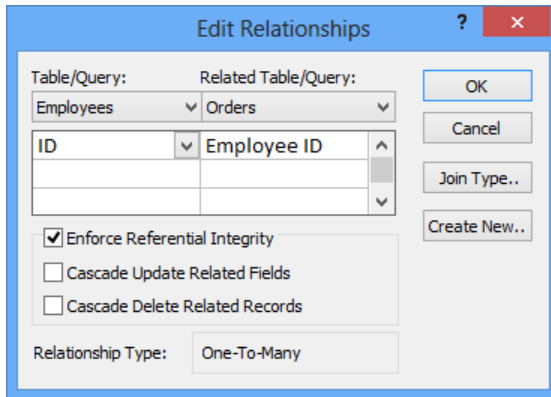 Edit Relationships ? ×
Table/Query: Related Table/Query:
Employees Orders
ID Employee ID
Enforce Referential Integrity
Cascade Update Related Fields
Cascade Delete Related Records
Relationship Type: One-To-Many
OK
Cancel
Join Type..
Create New..